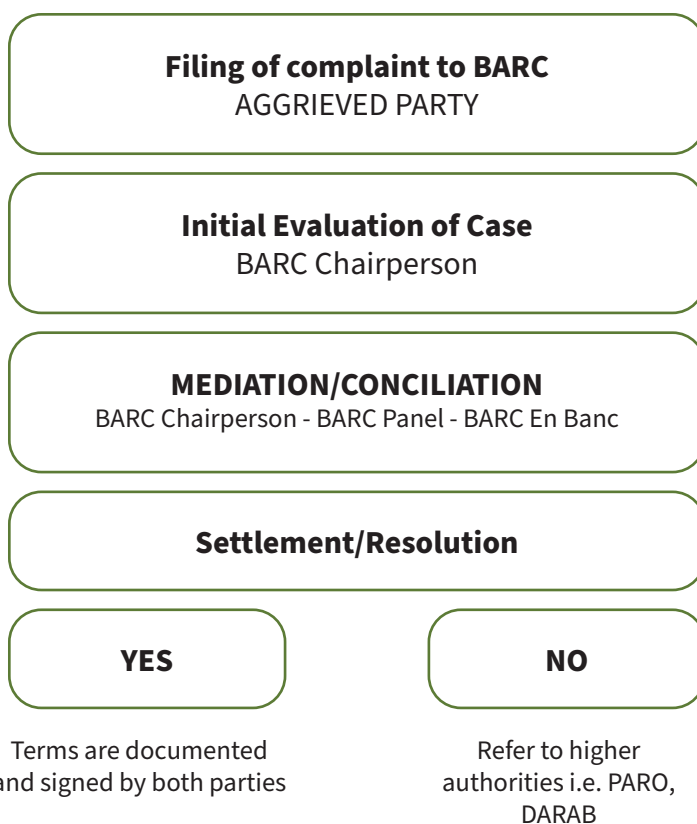 Filing of complaint to BARC
AGGRIEVED PARTY
Initial Evaluation of Case
BARC Chairperson
MEDIATION/CONCILIATION
BARC Chairperson - BARC Panel - BARC En Banc
Settlement/Resolution
YES
NO
Terms are documented
and signed by both parties
Refer to higher
authorities i.e. PARO,
DARAB